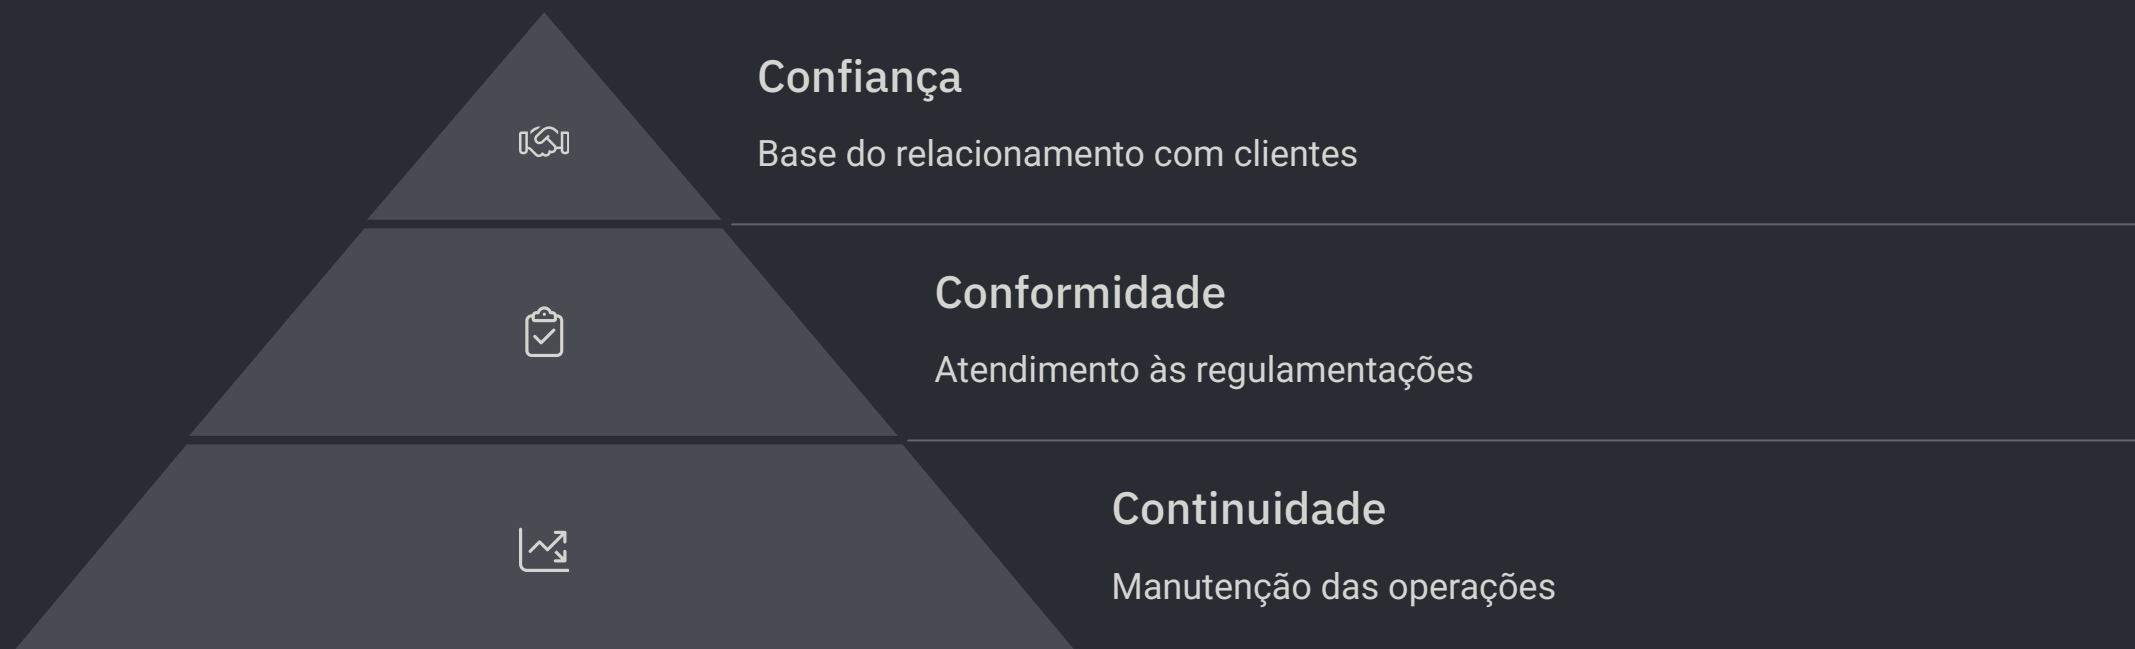 Confiança
Base do relacionamento com clientes
Conformidade
Atendimento às regulamentações
Continuidade
Manutenção das operações